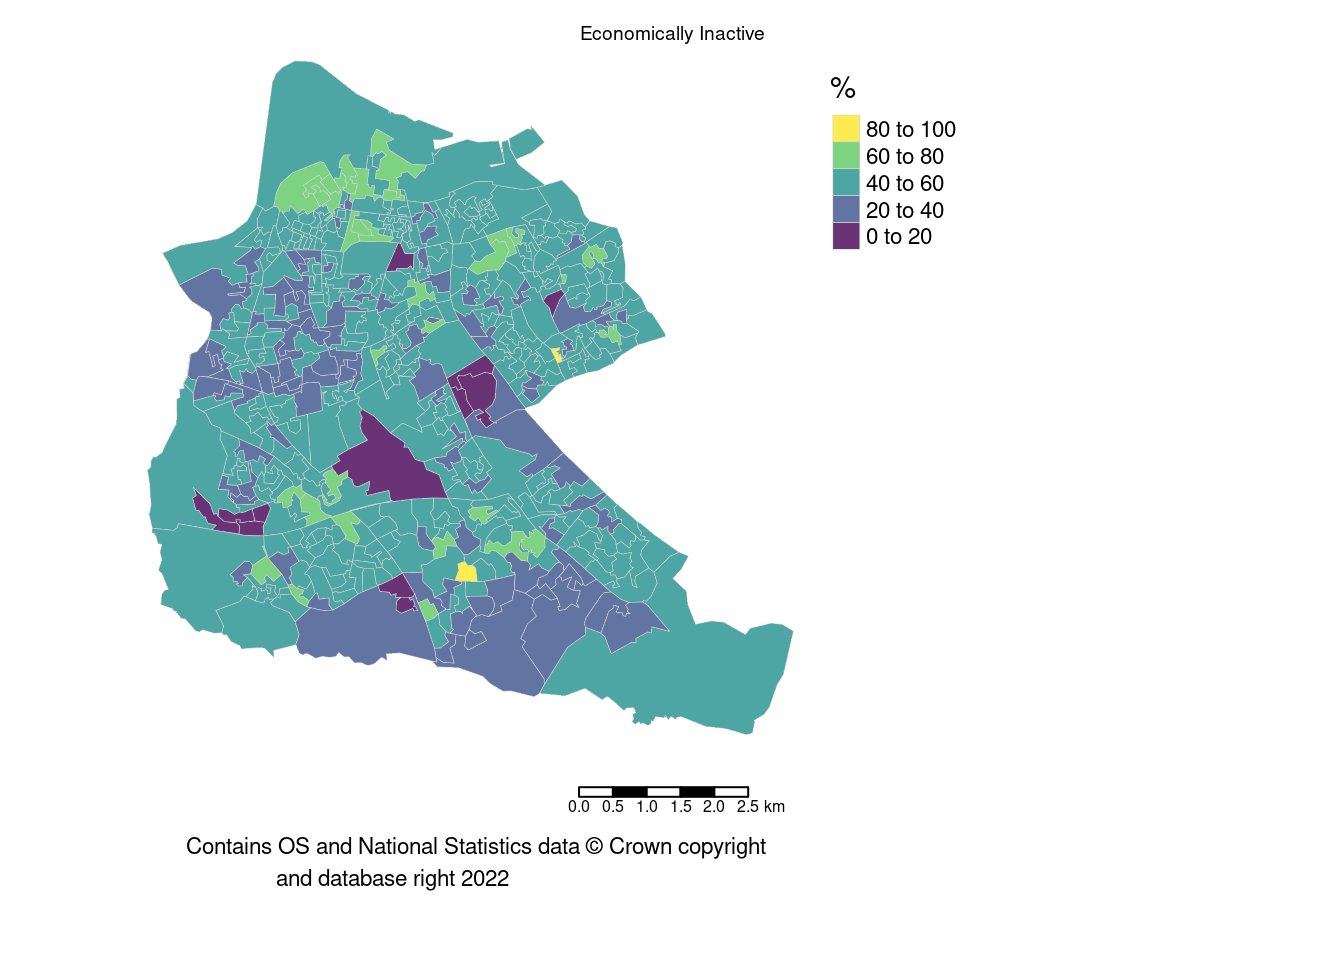 Economically Inactive
%
80 to 100
60 to 80
40 to 60
20 to 40
0 to 20
0.0 0.5 1.0 1.5 2.0 2.5 km
Contains OS and National Statistics data © Crown copyright
and database right 2022